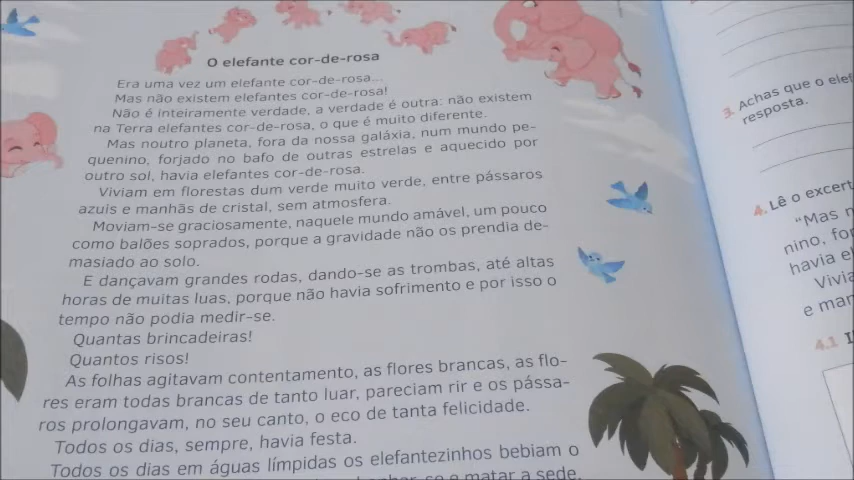 O elefante cor-de-rosa
Era uma vez um elefante cor-de-rosa...
Mas não existem elefantes cor-de-rosa!
Não é inteiramente verdade, a verdade é outra: não existem
na Terra elefantes cor-de-rosa, o que é muito diferente.
Mas noutro planeta, fora da nossa galáxia, num mundo pe-
quenino, forjado no bafo de outras estrelas e aquecido por
outro sol, havia elefantes cor-de-rosa.
Viviam em florestas dum verde muito verde, entre pássaros
azuis e manhãs de cristal, sem atmosfera.
Moviam-se graciosamente, naquele mundo amável, um pouco
como balões soprados, porque a gravidade não os prendia de-
masiado ao solo.
E dançavam grandes rodas, dando-se as trombas, até altas
horas de muitas luas, porque não havia sofrimento e por isso o
tempo não podia medir-se.
Quantas brincadeiras!
Quantos risos!
As folhas agitavam contentamento, as flores brancas, as flo-
res eram todas brancas de tanto luar, pareciam rir e os pássa-
ros prolongavam, no seu canto, o eco de tanta felicidade.
Todos os dias, sempre, havia festa.
Todos os dias em águas límpidas os elefantezinhos bebiam o
se e matar a sede.
3. Achas que o
resposta.
4. Lê o
"Mas
nino,
havia
e
4.1